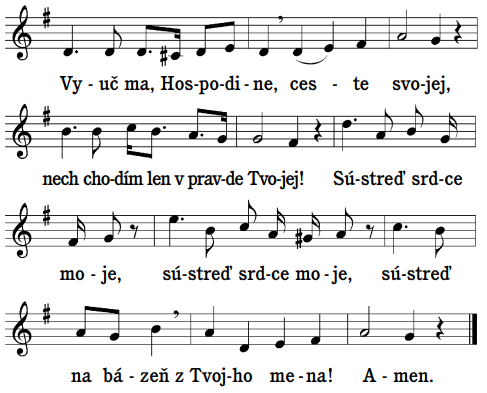 Vy - uč ma, Hos - po - di - ne, ces - te svo - jej,
nech cho - dím len v prav - de Tvo - jej! Sú - streď srd - ce
mo - je, sú - streď srd - ce mo - je, sú - streď
na bá - zeň z Tvoj - ho me - na! A - men.